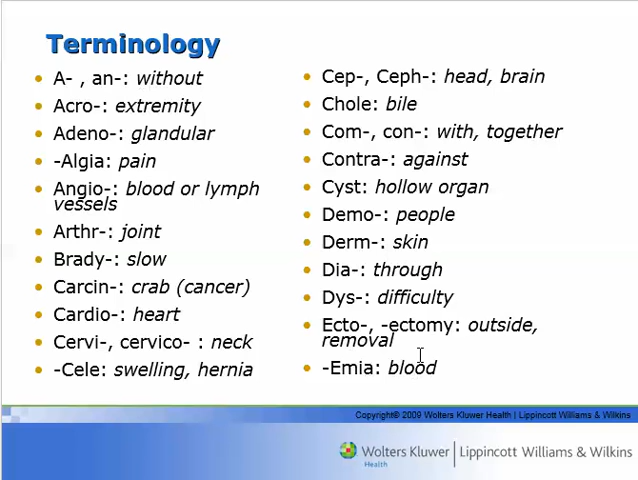 Terminology
A- , an-: without
Acro-: extremity
Adeno-: glandular
-Algia: pain
Angio-: blood or lymph
vessels
Arthr-: joint
Brady-: slow
Carcin-: crab (cancer)
Cardio-: heart
Cervi-, cervico- : neck
-Cele: swelling, hernia
Cep-, Ceph-: head, brain
Chole: bile
Com-, con-: with, together
Contra-: against
Cyst: hollow organ
Demo-: people
Derm-: skin
Dia-: through
Dys-: difficulty
Ecto-, -ectomy: outside,
removal
-Emia: blood
Copyright® 2009 Wolters Kluwer Health | Lippincott Williams & Wilkins
Wolters Kluwer | Lippincott Williams & Wilkins
Health